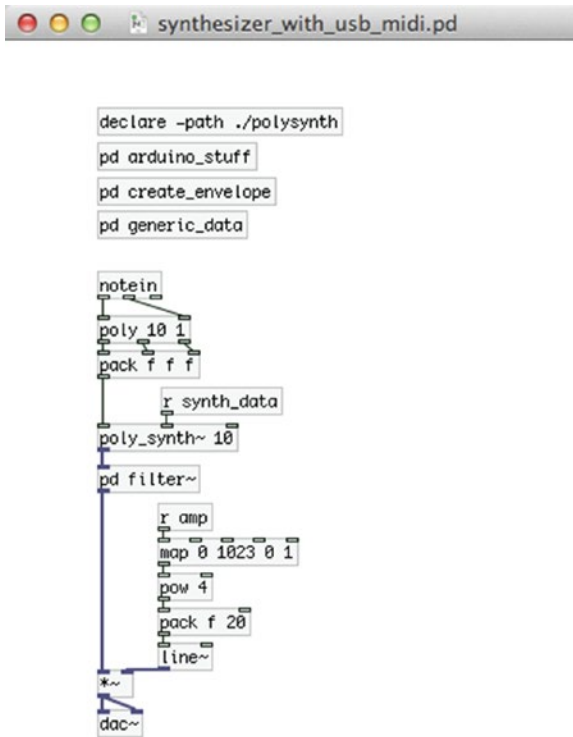 synthesizer_with_usb_midi.pd
declare -path ./polysynth
pd arduino_stuff
pd create_envelope
pd generic_data
notein
poly 10 1
pack f f f
r synth_data
poly_synth~ 10
pd filter~
r amp
map 0 1023 0 1
pow 4
pack f 20
line~
*~
dac~